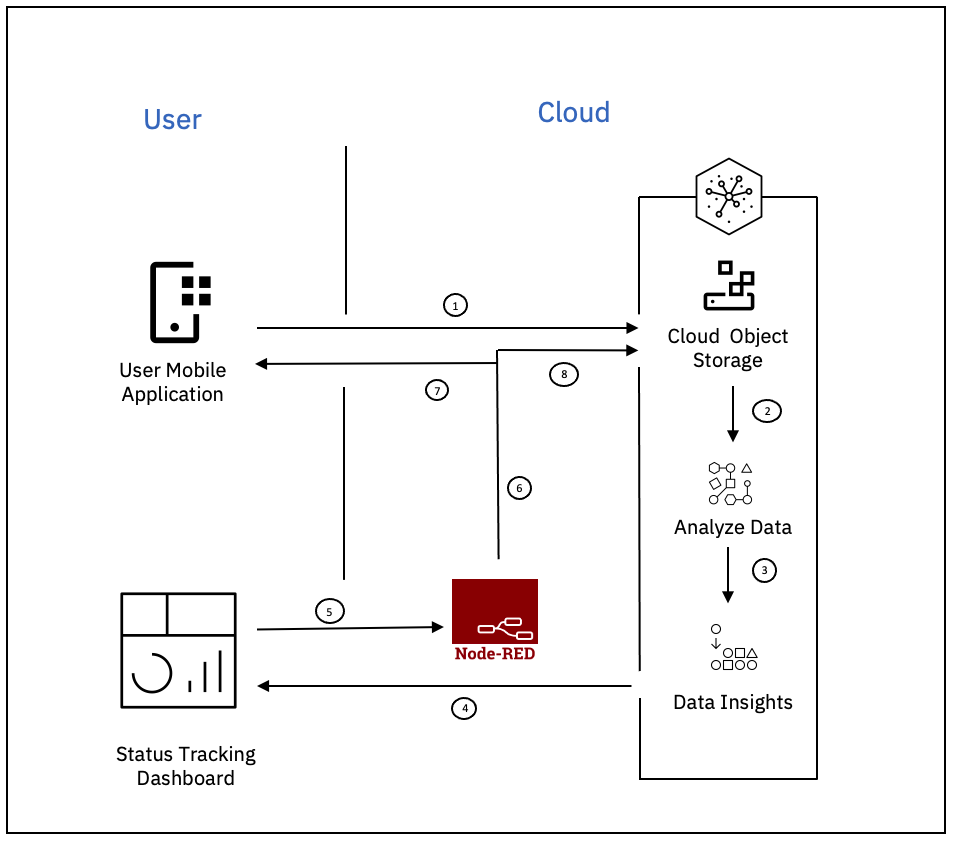 User
Cloud
1
Cloud Object
Storage
User Mobile
Application
7
8
2
6
Analyze Data
3
5
Node-RED
4
Data Insights
Status Tracking
Dashboard